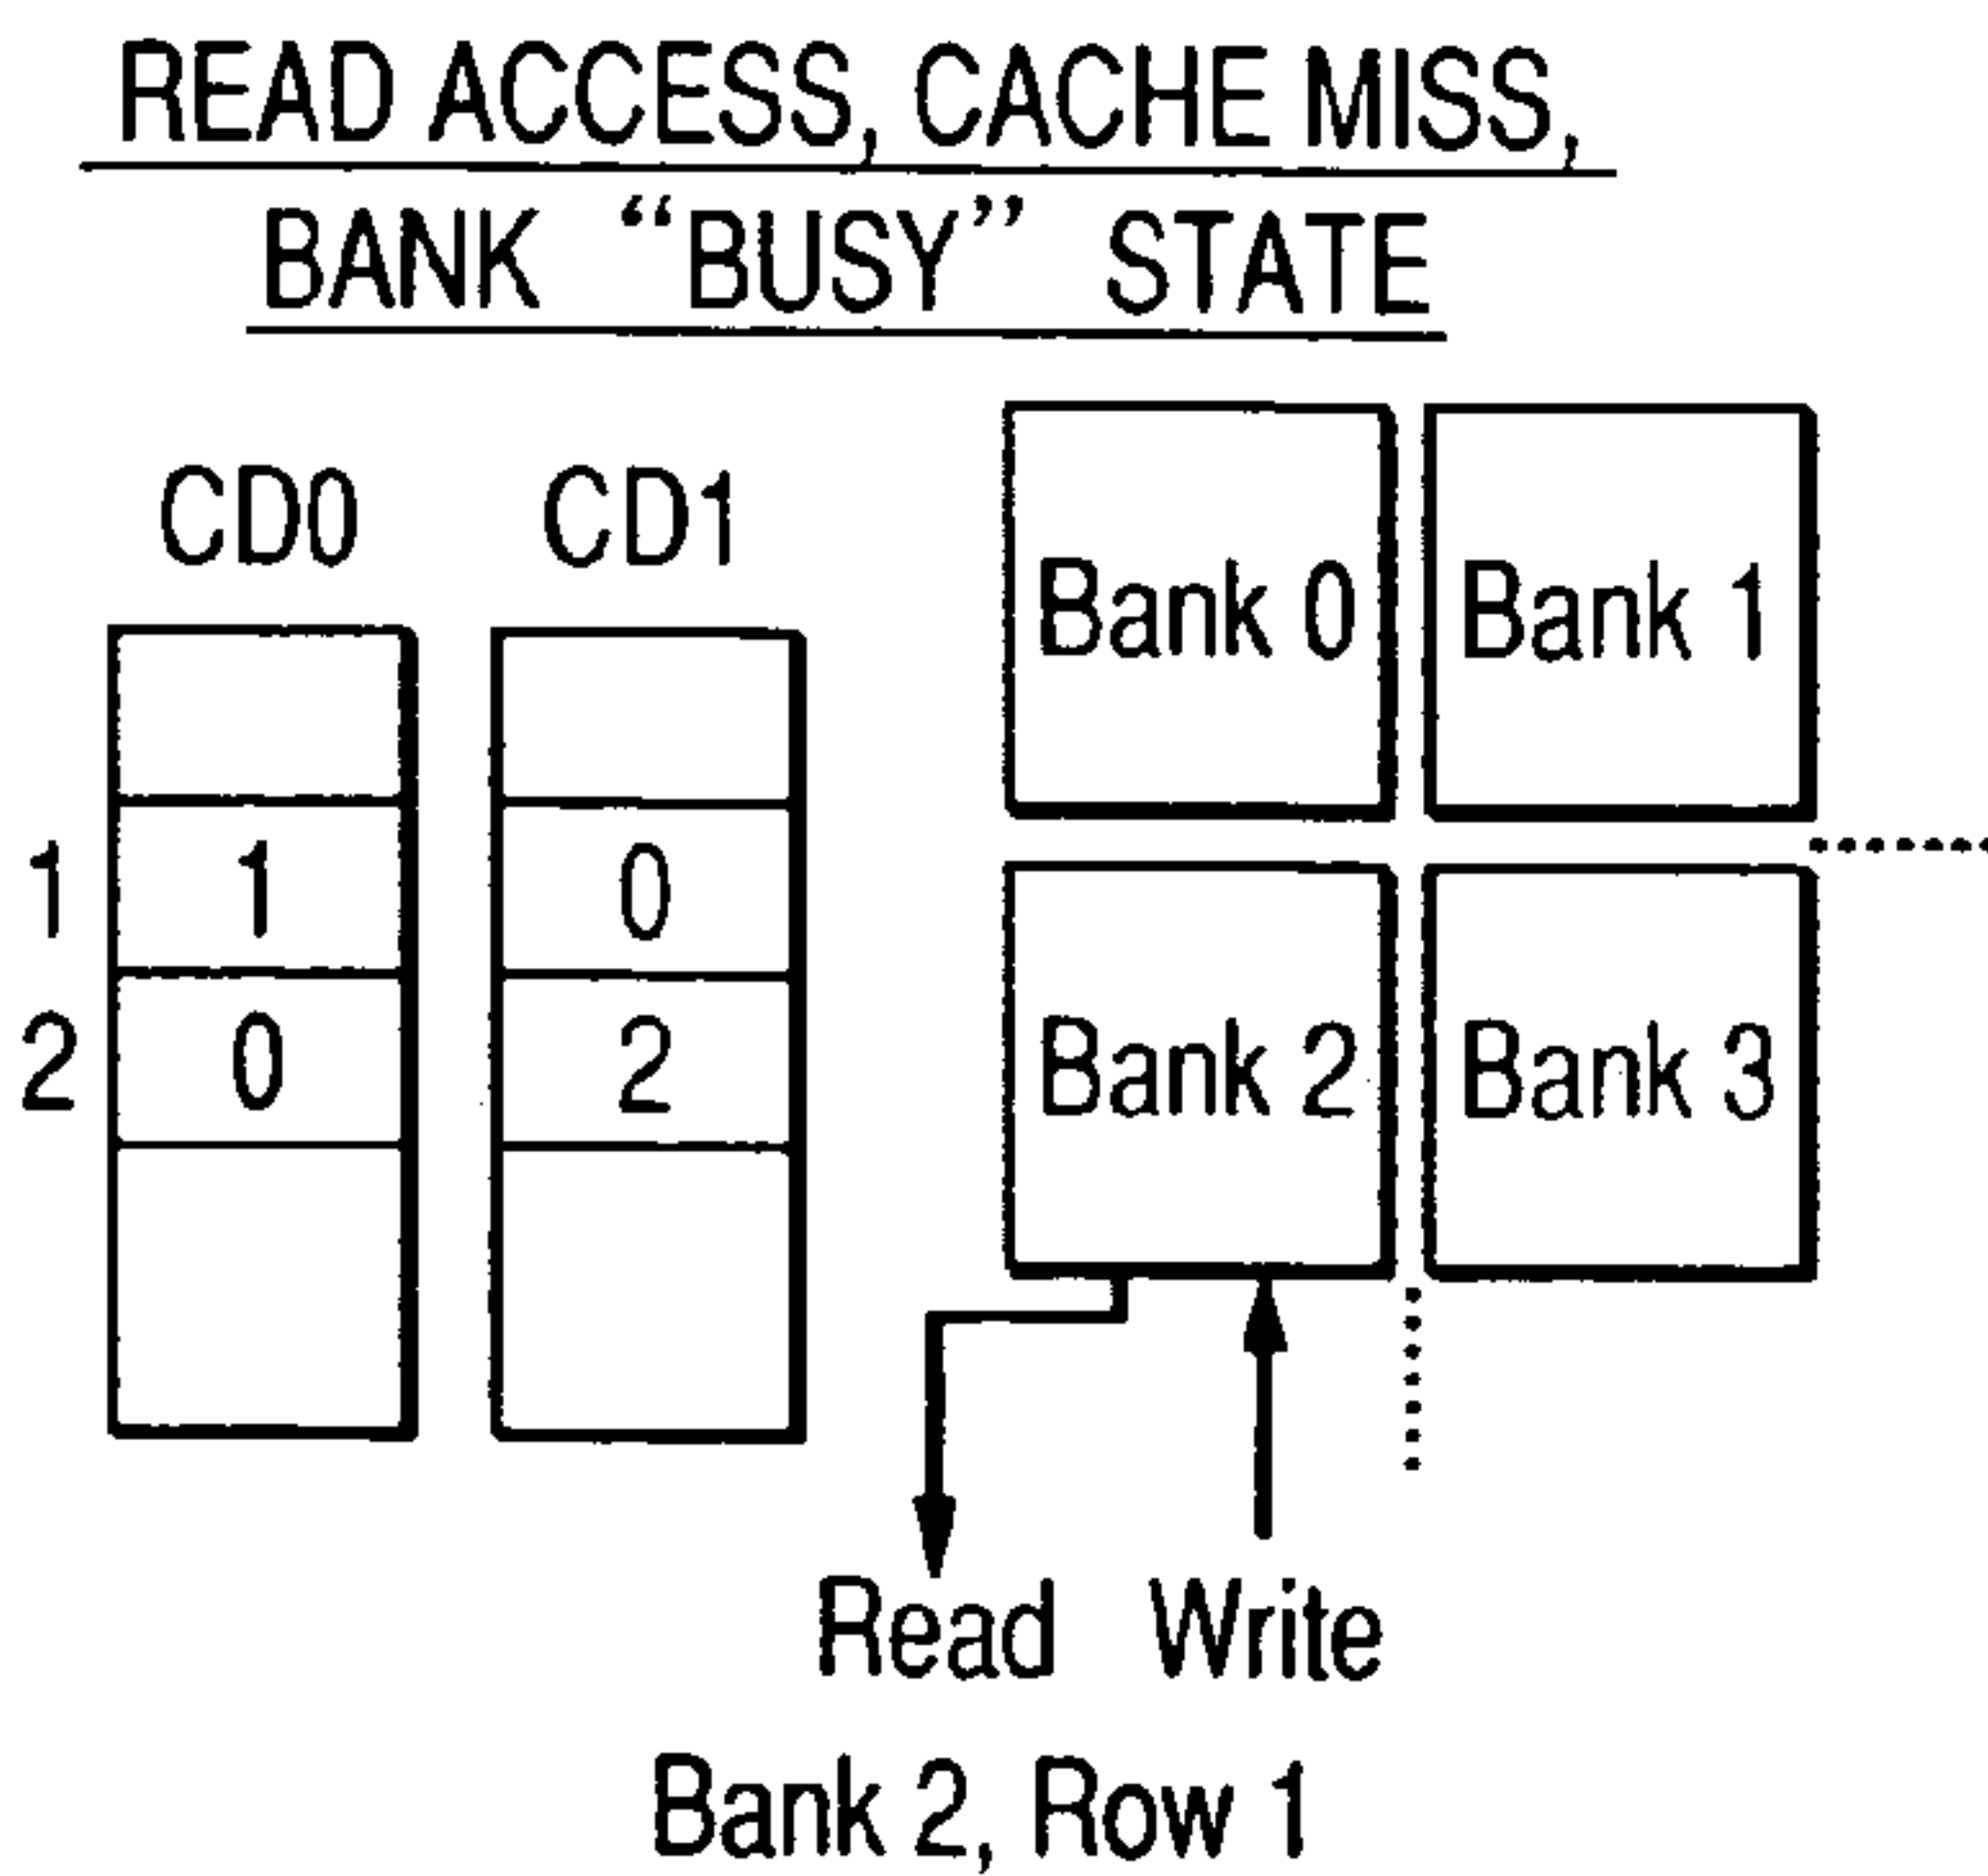 READ ACCESS, CACHE MISS,
BANK “BUSY” STATE
CD0 CD1
Bank 0 Bank 1
1 1 0
2 0 2
Bank 2 Bank 3
Read Write
Bank 2, Row 1